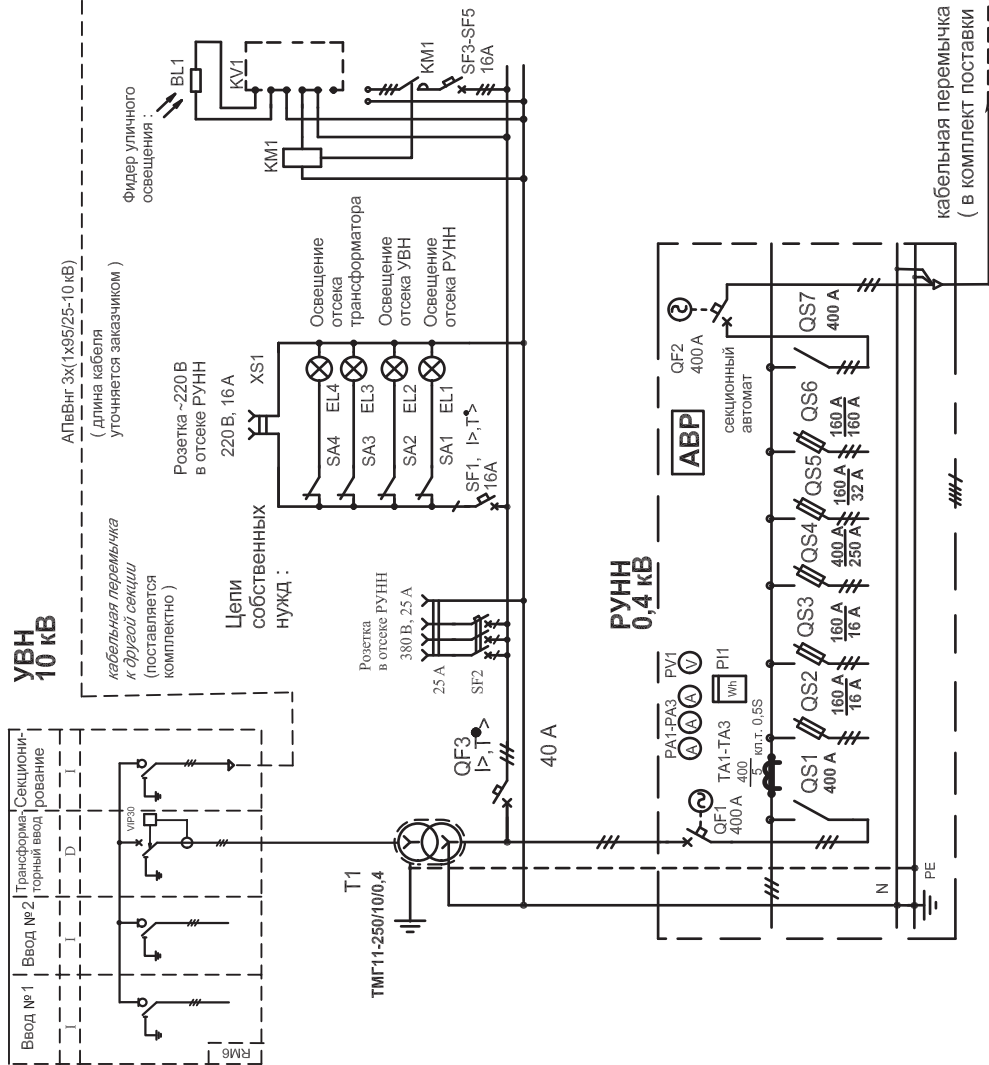 УВН
10 кВ
Ввод №1
Ввод №2
Трансформа-
торный ввод
Секциони-
рование
I
I
D
I
VIP30
RM6
кабельная перемычка
к другой секции
(поставляется
комплектно )
АПвВнг 3х(1х95/25-10 кВ)
( длина кабеля
уточняется заказчиком )
T1
ТМГ11-250/10/0,4
QF3
I>,T°>
40 А
Цепи
собственных
нужд :
Розетка
в отсеке РУНН
380 В, 25 А
25 А
SF2
Розетка ~220 В
в отсеке РУНН
220 В, 16 А
XS1
SA4
EL4
SA3
EL3
SA2
EL2
SA1
EL1
SF1, I>,T°>
16А
Освещение
отсека
трансформатора
Освещение
отсека УВН
Освещение
отсека РУНН
Фидер уличного
освещения :
BL1
KV1
KM1
KM1
SF3-SF5
16А
РУНН
0,4 кВ
АВР
QF1
400 А
TA1-TA3
400
5
кл.т. 0,5S
PA1-PA3
A
A
A
PV1
V
PI1
Wh
QS1
400 А
QS2
160 А
16 А
QS3
160 А
16 А
QS4
400 А
250 А
QS5
160 А
32 А
QS6
160 А
160 А
QS7
400 А
QF2
400 А
секционный
автомат
N
PE
кабельная перемычка
( в комплект поставки